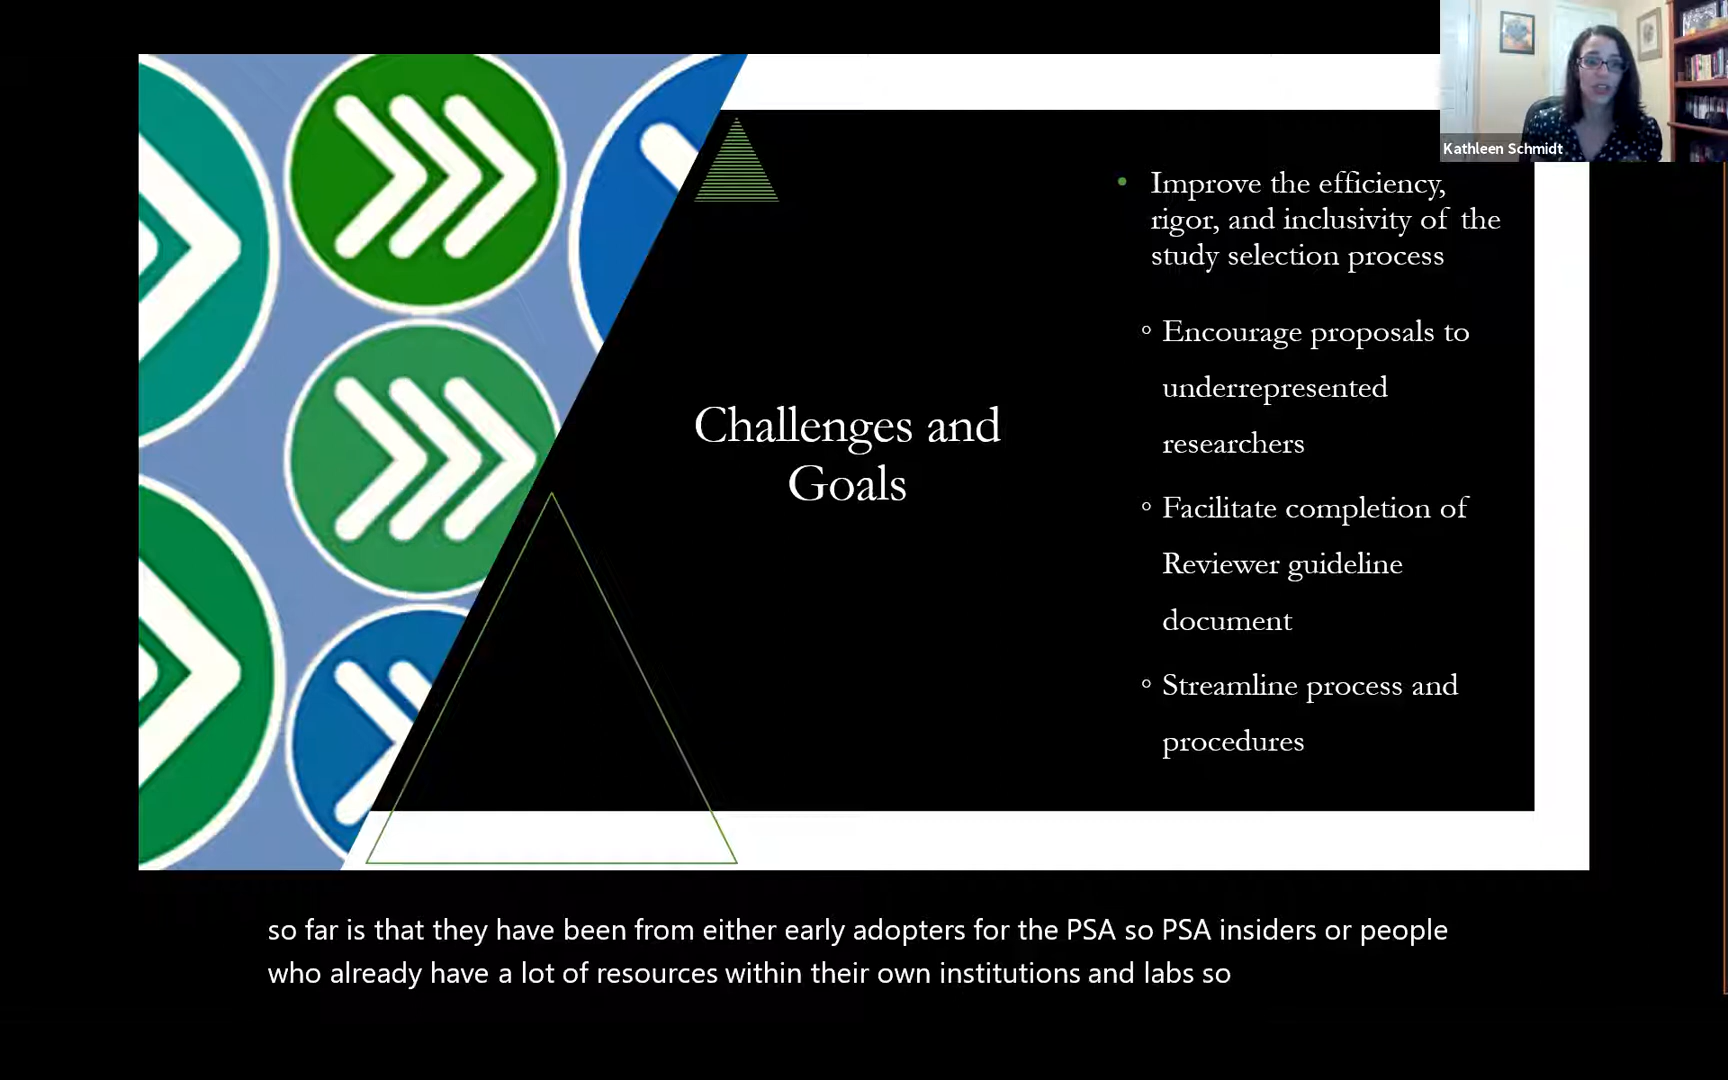 Kathleen Schmidt
Challenges and
Goals
• Improve the efficiency,
rigor, and inclusivity of the
study selection process
◦ Encourage proposals to
underrepresented
researchers
◦ Facilitate completion of
Reviewer guideline
document
◦ Streamline process and
procedures
so far is that they have been from either early adopters for the PSA so PSA insiders or people
who already have a lot of resources within their own institutions and labs so